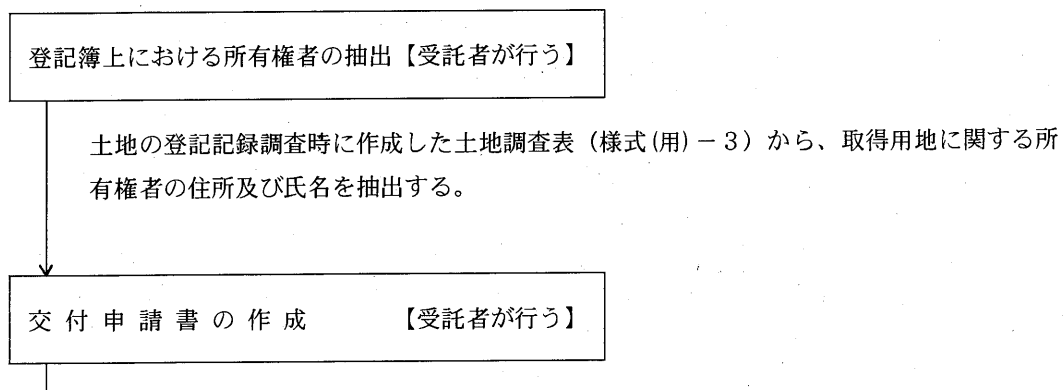 登記簿上における所有権者の抽出【受託者が行う】
土地の登記記録調査時に作成した土地調査表（様式(用)－３）から、取得用地に関する所
有権者の住所及び氏名を抽出する。
交 付 申 請 書 の 作 成　　　【受託者が行う】